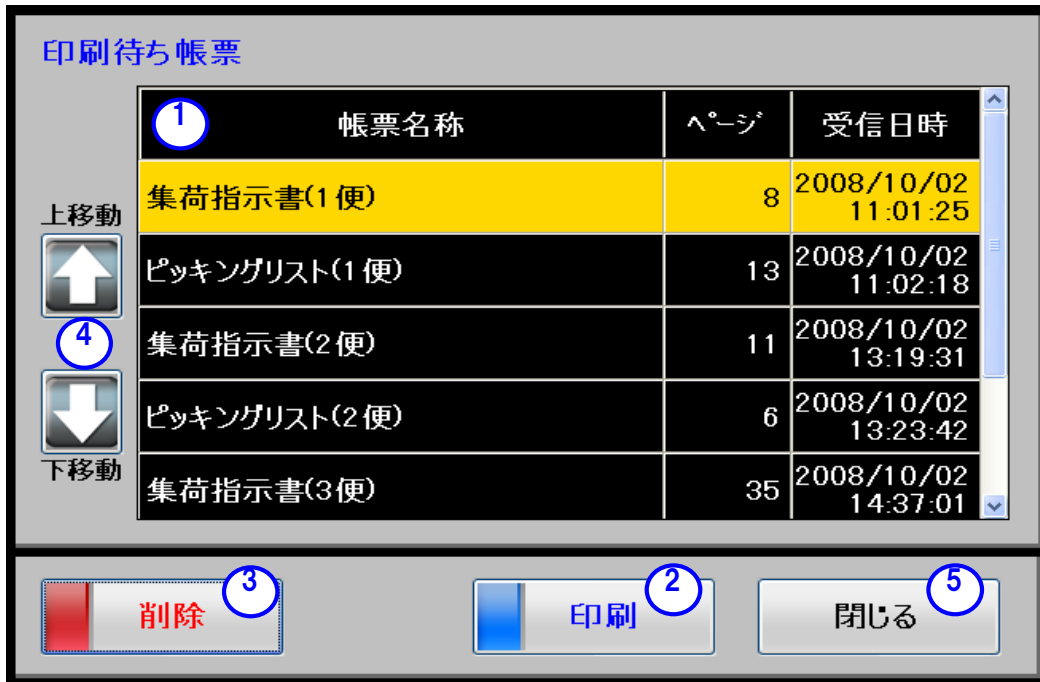 印刷待ち帳票
1 帳票名称 ページ 受信日時
集荷指示書(1便) 8 2008/10/02 11:01:25
上移動
ピッキングリスト(1便) 13 2008/10/02 11:02:18
4
集荷指示書(2便) 11 2008/10/02 13:19:31
ピッキングリスト(2便) 6 2008/10/02 13:23:42
下移動
集荷指示書(3便) 35 2008/10/02 14:37:01
削除 3
印刷 2
閉じる 5